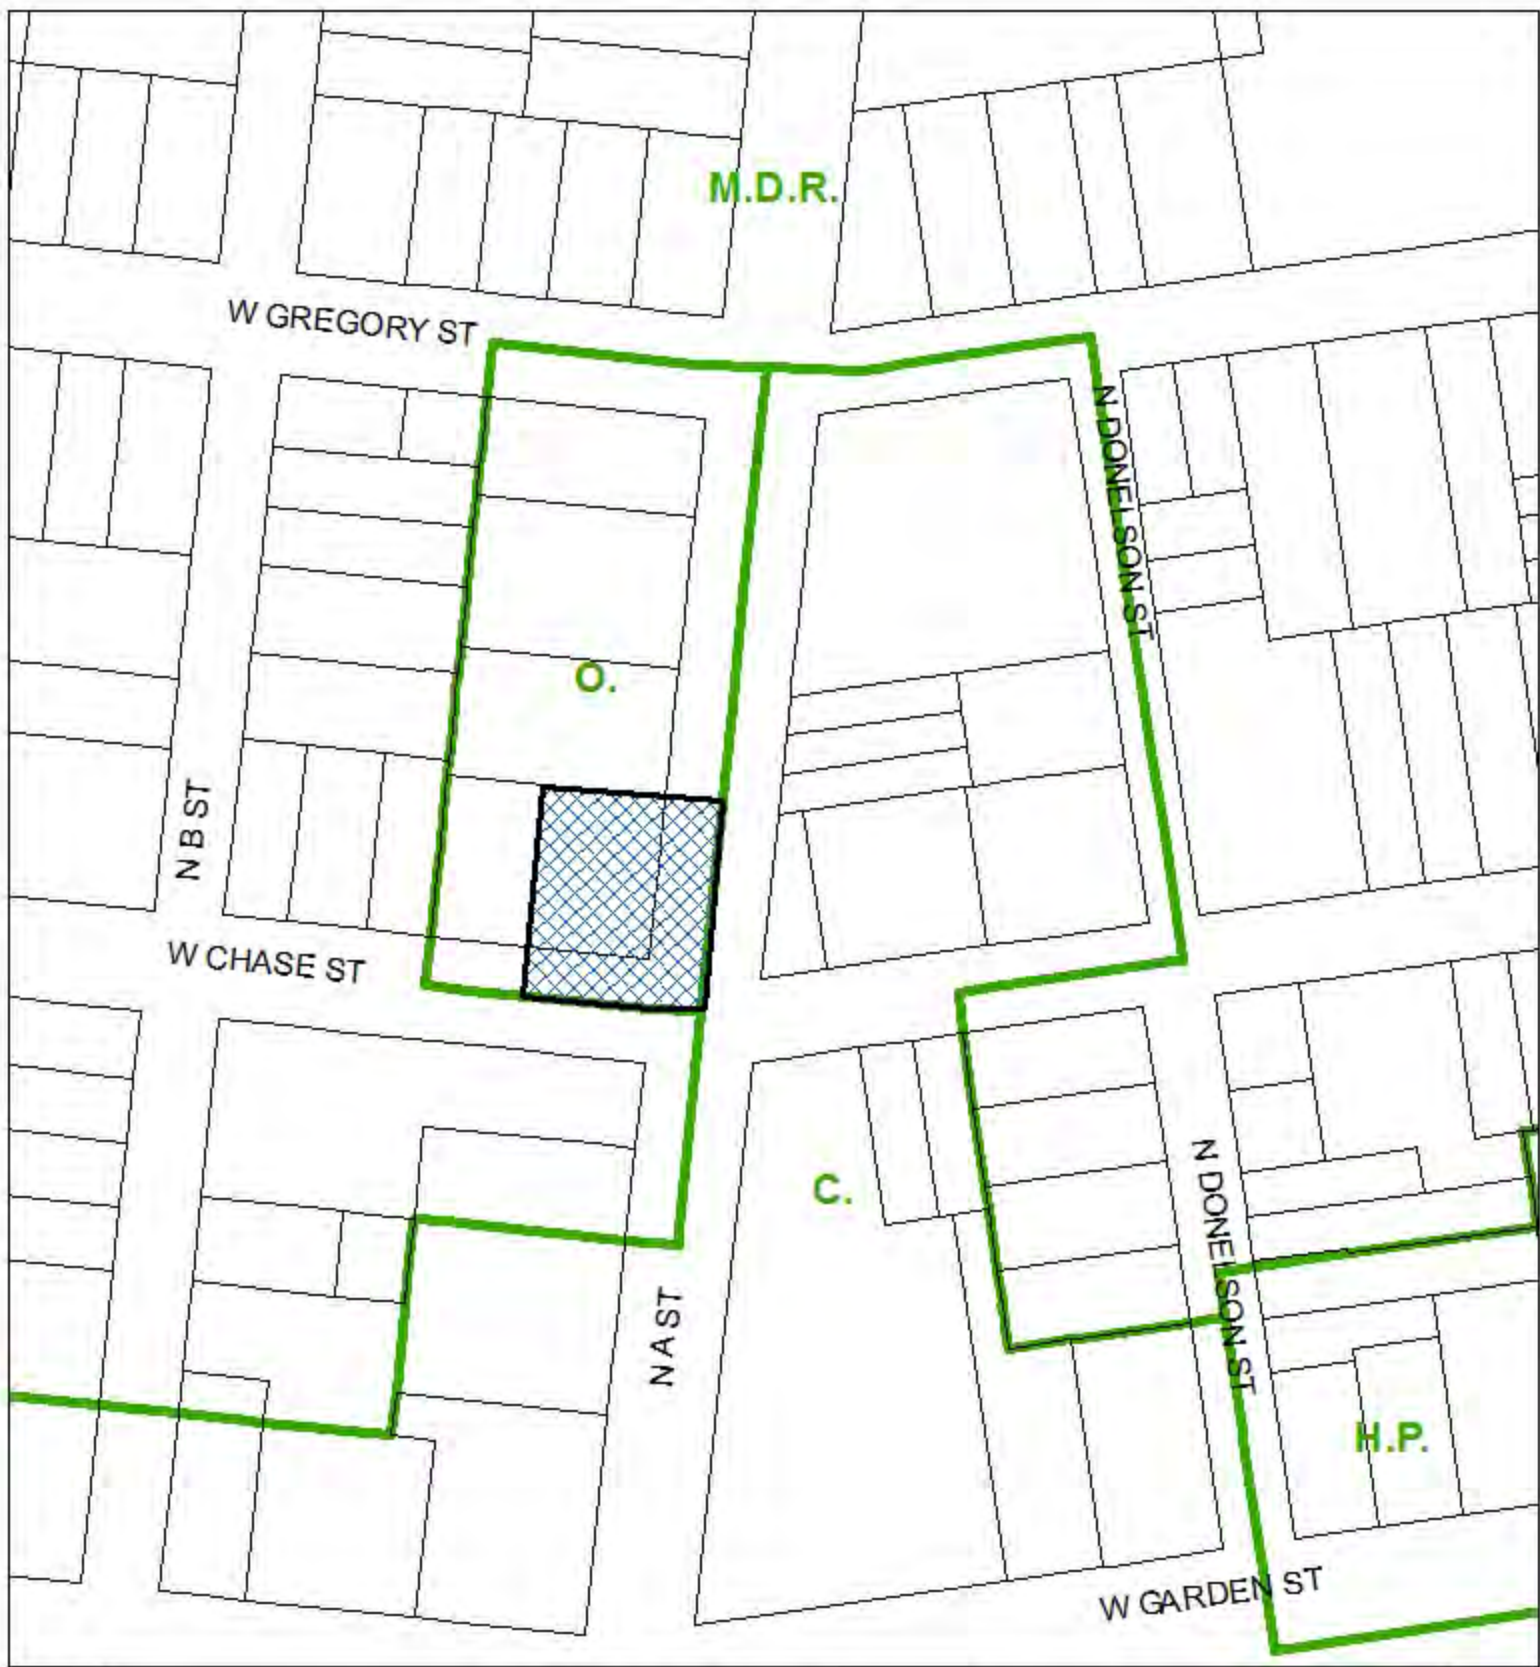 M.D.R.
W GREGORY ST
N DONELSON ST
O.
N B ST
W CHASE ST
C.
N DONELSON ST
N A ST
H.P.
W GARDEN ST